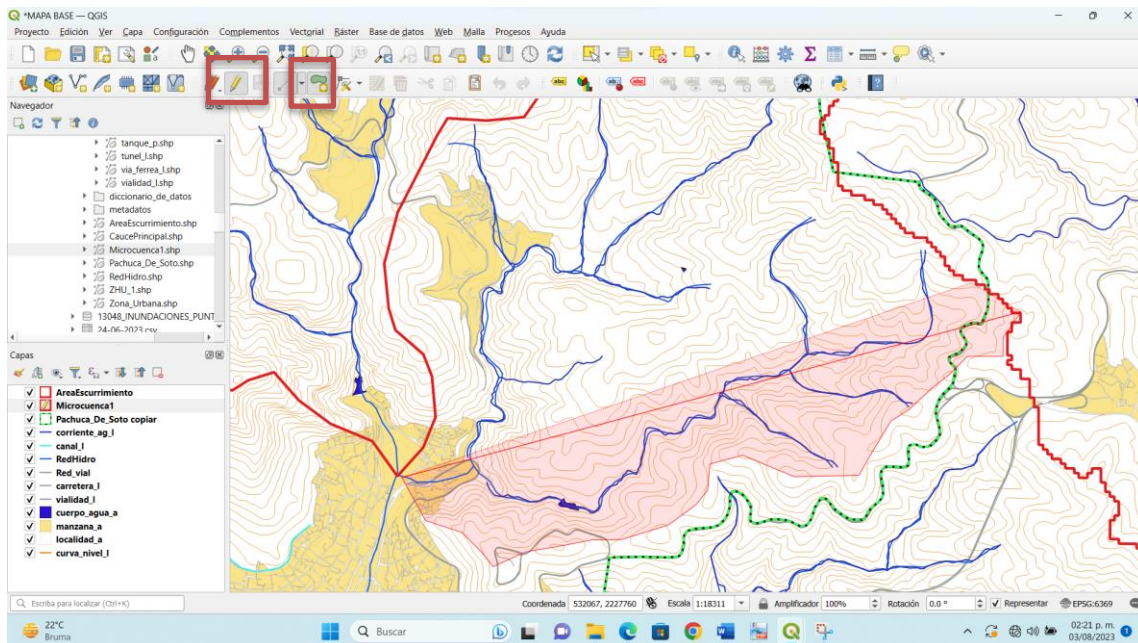 *MAPA BASE — QGIS
Proyecto Edición Ver Capa Configuración Complementos Vectorial Ráster Base de datos Web Malla Procesos Ayuda
Navegador
tanque_p.shp
tunel_l.shp
via_ferrea_l.shp
vialidad_l.shp
diccionario_de_datos
metadatos
AreaEscurrimiento.shp
CaucePrincipal.shp
Microcuenca1.shp
Pachuca_De_Soto.shp
RedHidro.shp
ZHU_1.shp
Zona_Urbana.shp
13048_INUNDACIONES_PUNT
24-06-2023.csv
Capas
AreaEscurrimiento
Microcuenca1
Pachuca_De_Soto copiar
corriente_ag_l
canal_l
RedHidro
Red_vial
carretera_l
vialidad_l
cuerpo_agua_a
manzana_a
localidad_a
curva_nivel_l
Escriba para localizar (Ctrl+K)
Coordenada 532067, 2227760 Escala 1:18311 Amplificador 100% Rotación 0.0 ° Representar EPSG:6369
22°C
Bruma
Buscar
02:21 p. m.
03/08/2023